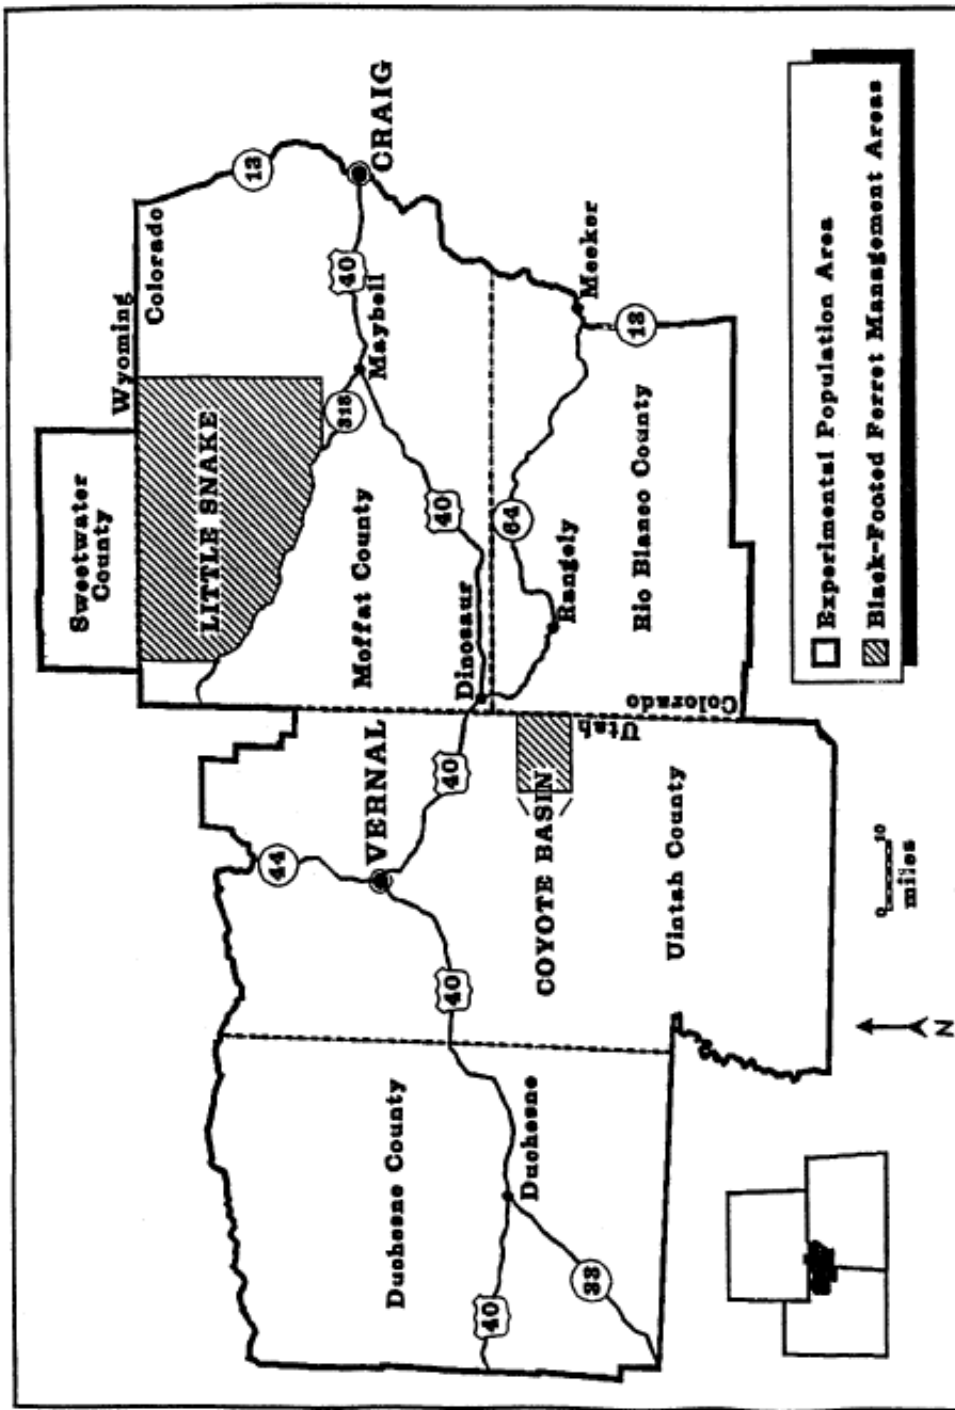 Sweetwater
County
Wyoming
Colorado
13
LITTLE SNAKE
318
40
CRAIG
Maybell
44
VERNAL
Moffat County
40
40
Dinosaur
Duchesne County
40
40
Duchesne
33
COYOTE BASIN
64
Rangely
Meeker
13
Rio Blanco County
Utah
Colorado
Uintah County
N
0 10
miles
Experimental Population Area
Black-Footed Ferret Management Areas